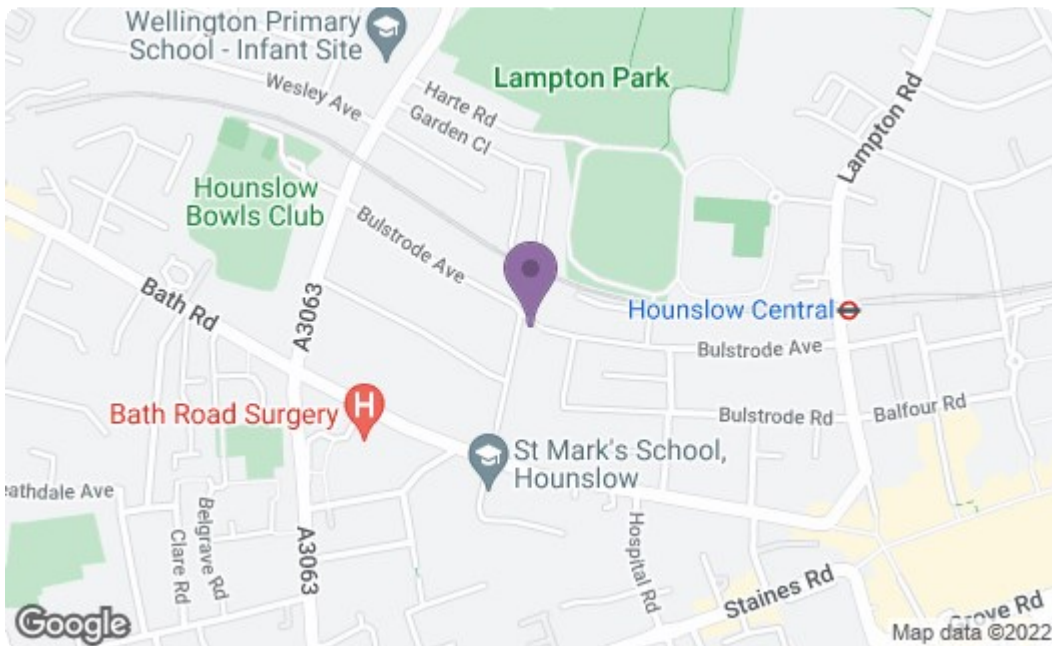 Wellington Primary
School - Infant Site
Lampton Park
Wesley Ave
Harte Rd
Garden Cl
Lampton Rd
Hounslow
Bowls Club
Bulstrode Ave
Bath Rd
A3063
Hounslow Central
Bulstrode Ave
Bath Road Surgery
H
Bulstrode Rd
Balfour Rd
St Mark's School,
Hounslow
eathdale Ave
Belgrave Rd
Clare Rd
A3063
Hospital Rd
Staines Rd
Grove Rd
Google
Map data ©2022